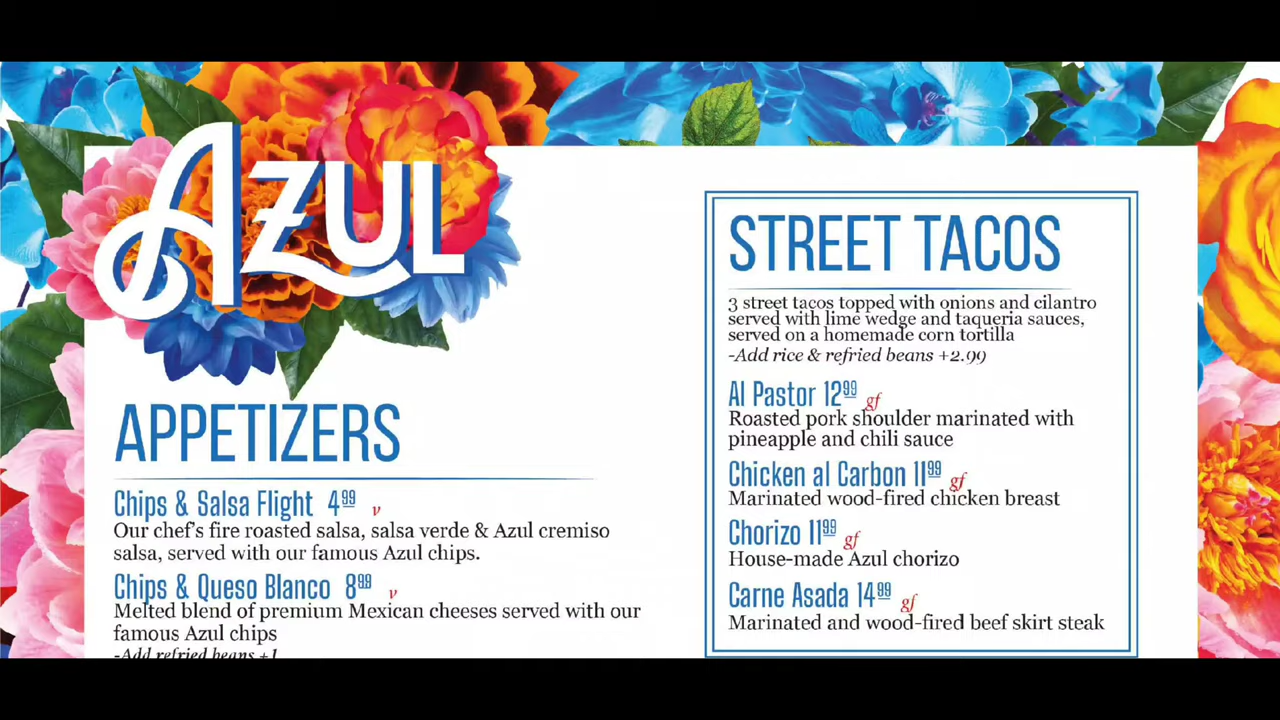 AZUL
APPETIZERS
Chips & Salsa Flight 4.99 v
Our chef's fire roasted salsa, salsa verde & Azul cremiso
salsa, served with our famous Azul chips.
Chips & Queso Blanco 8.99 v
Melted blend of premium Mexican cheeses served with our
famous Azul chips
-Add refried beans +1
STREET TACOS
3 street tacos topped with onions and cilantro
served with lime wedge and taqueria sauces,
served on a homemade corn tortilla
-Add rice & refried beans +2.99
Al Pastor 12.99 gf
Roasted pork shoulder marinated with
pineapple and chili sauce
Chicken al Carbon 11.99 gf
Marinated wood-fired chicken breast
Chorizo 11.99 gf
House-made Azul chorizo
Carne Asada 14.99 gf
Marinated and wood-fired beef skirt steak